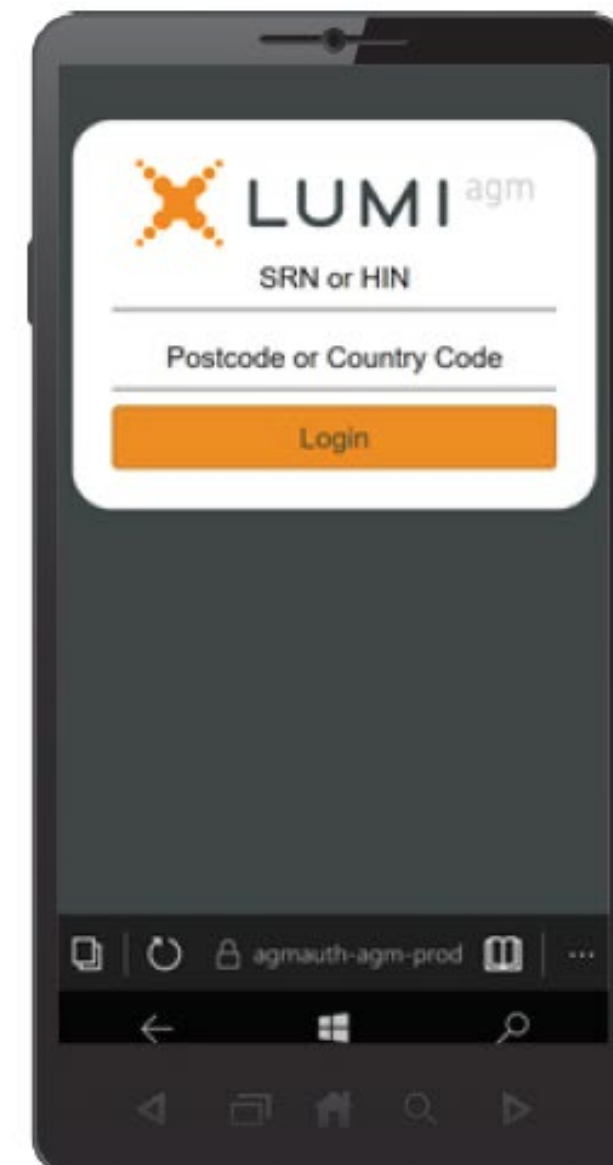 LUMI agm
SRN or HIN
Postcode or Country Code
Login
agmauth-agm-prod